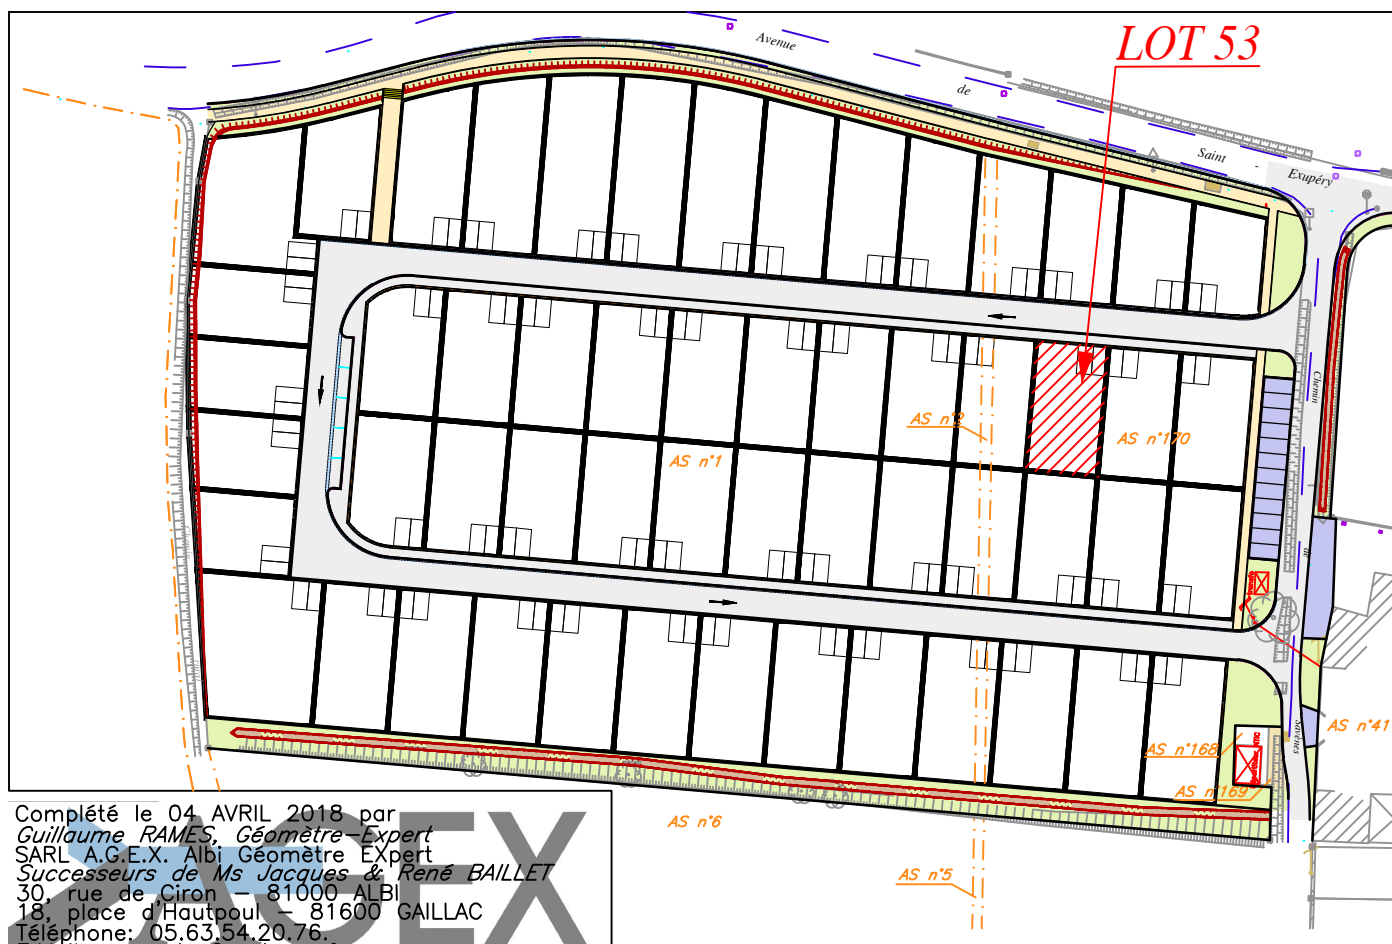 LOT 53
Avenue
de
Saint -
Exupéry
Chemin
de
Savènes
AS n°2
AS n°170
AS n°1
AS n°41
AS n°168
AS n°169
AS n°6
AS n°5
Complété le 04 AVRIL 2018 par
Guillaume RAMES, Géomètre-Expert
SARL A.G.E.X. Albi Géomètre EXpert
Successeurs de Ms Jacques & René BAILLET
30, rue de Ciron - 81000 ALBI
18, place d'Hautpoul - 81600 GAILLAC
Téléphone: 05.63.54.20.76.
AGEX